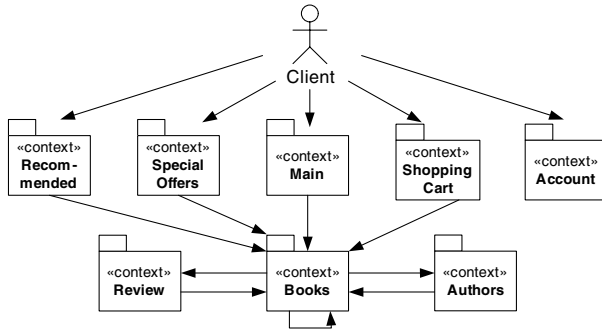 Client
«context»
Recom-
mended
«context»
Special
Offers
«context»
Main
«context»
Shopping
Cart
«context»
Account
«context»
Review
«context»
Books
«context»
Authors